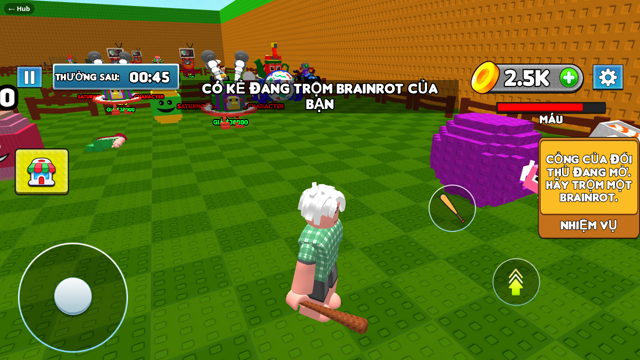 ← Hub
THƯỞNG SAU: 00:45
CÓ KẺ ĐANG TRỘM BRAINROT CỦA
BẠN
2.5K
MÁU
0
CỔNG CỦA ĐỐI
THỦ ĐANG MỞ.
HÃY TRỘM MỘT
BRAINROT.
NHIỆM VỤ